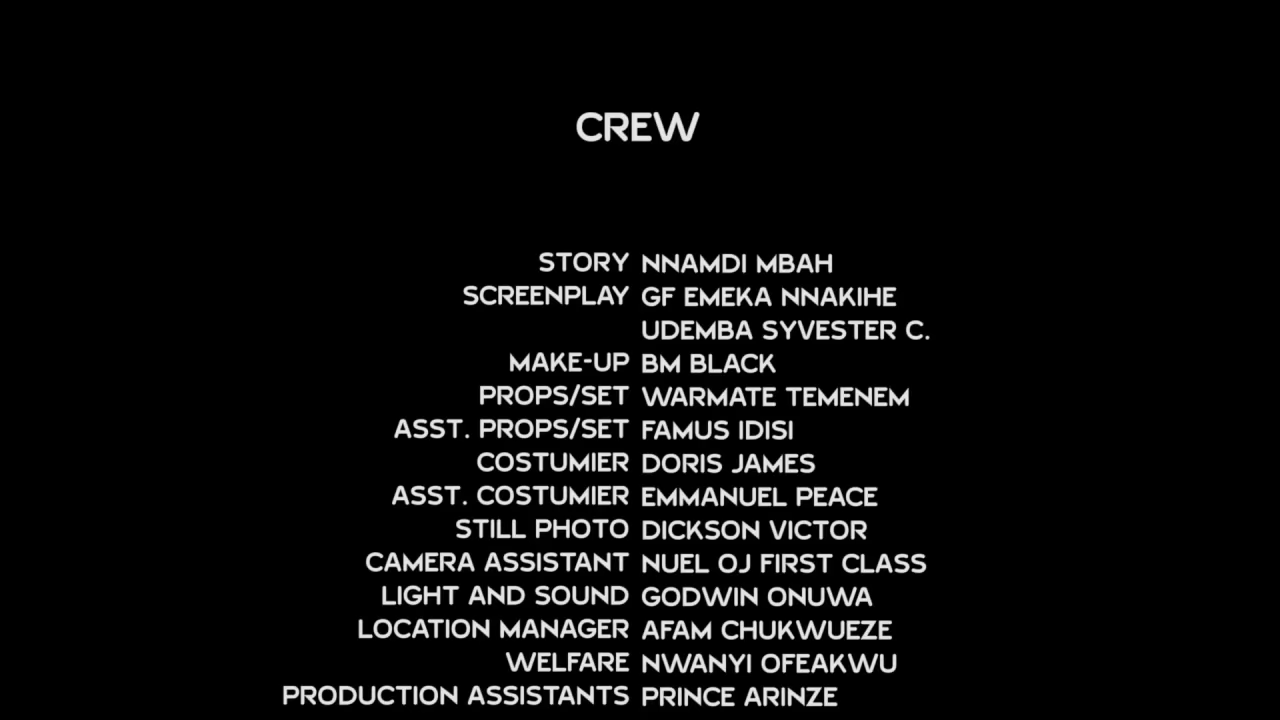 CREW
STORY NNAMDI MBAH
SCREENPLAY GF EMEKA NNAKIHE
UDEMBA SYVESTER C.
MAKE-UP BM BLACK
PROPS/SET WARMATE TEMENEM
ASST. PROPS/SET FAMUS IDISI
COSTUMIER DORIS JAMES
ASST. COSTUMIER EMMANUEL PEACE
STILL PHOTO DICKSON VICTOR
CAMERA ASSISTANT NUEL OJ FIRST CLASS
LIGHT AND SOUND GODWIN ONUWA
LOCATION MANAGER AFAM CHUKWUEZE
WELFARE NWANYI OFEAKWU
PRODUCTION ASSISTANTS PRINCE ARINZE